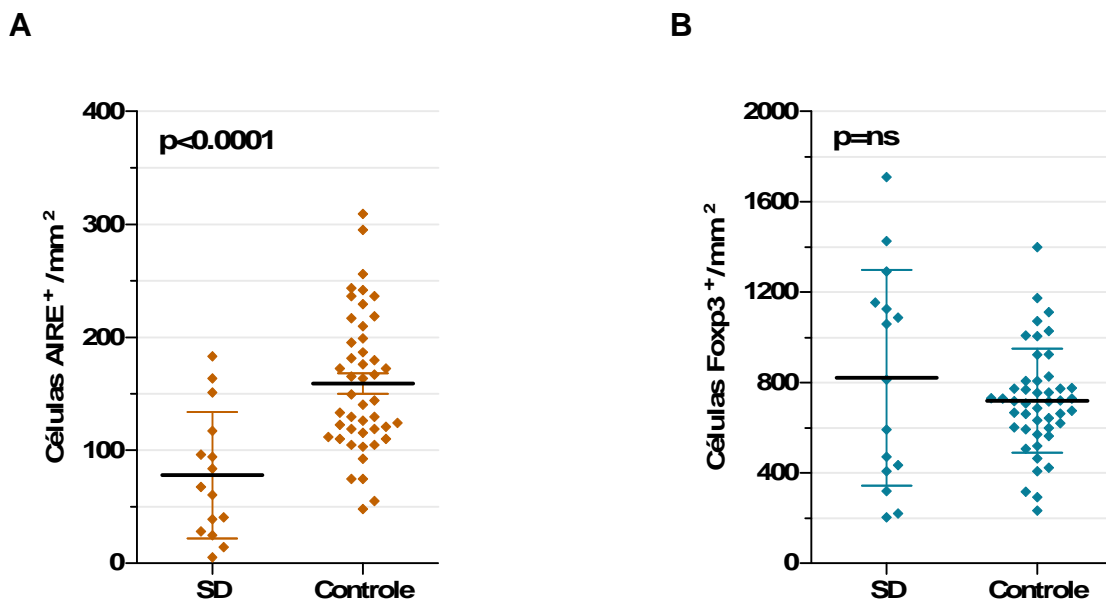 A
B
p<0.0001
Células AIRE⁺/mm²
400
300
200
100
0
SD
Controle
p=ns
Células Foxp3⁺/mm²
2000
1600
1200
800
400
0
SD
Controle